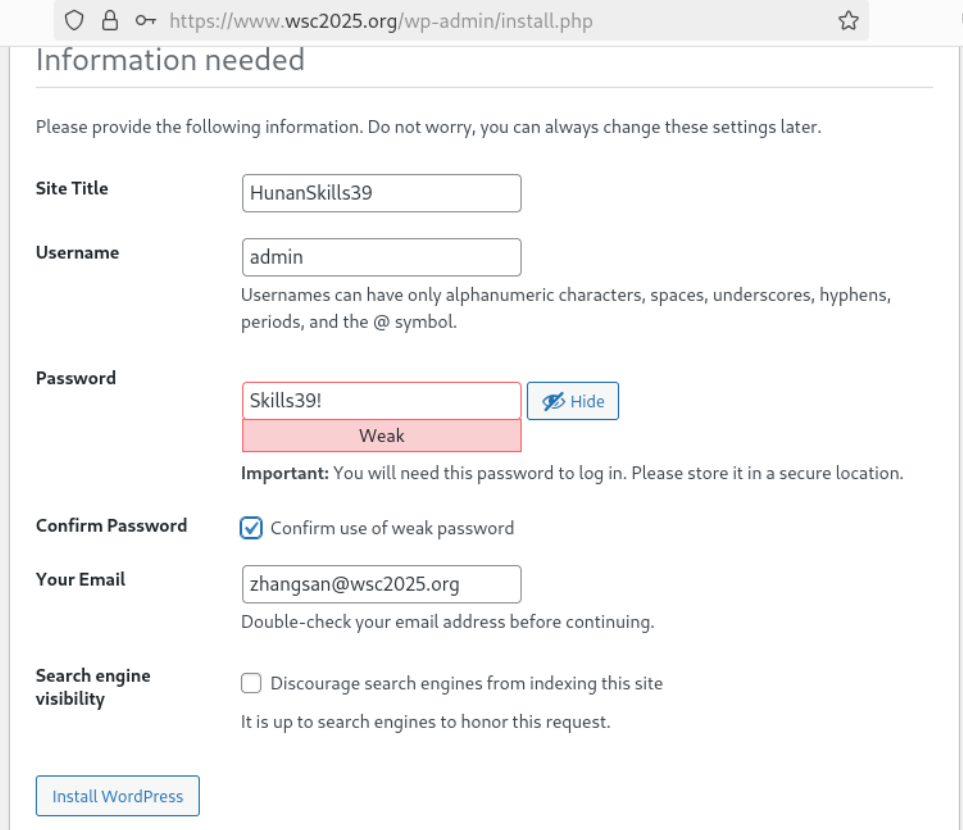 https://www.wsc2025.org/wp-admin/install.php
Information needed
Please provide the following information. Do not worry, you can always change these settings later.
Site Title
HunanSkills39
Username
admin
Usernames can have only alphanumeric characters, spaces, underscores, hyphens,
periods, and the @ symbol.
Password
Skills39!
Hide
Weak
Important: You will need this password to log in. Please store it in a secure location.
Confirm Password
Confirm use of weak password
Your Email
zhangsan@wsc2025.org
Double-check your email address before continuing.
Search engine
visibility
Discourage search engines from indexing this site
It is up to search engines to honor this request.
Install WordPress